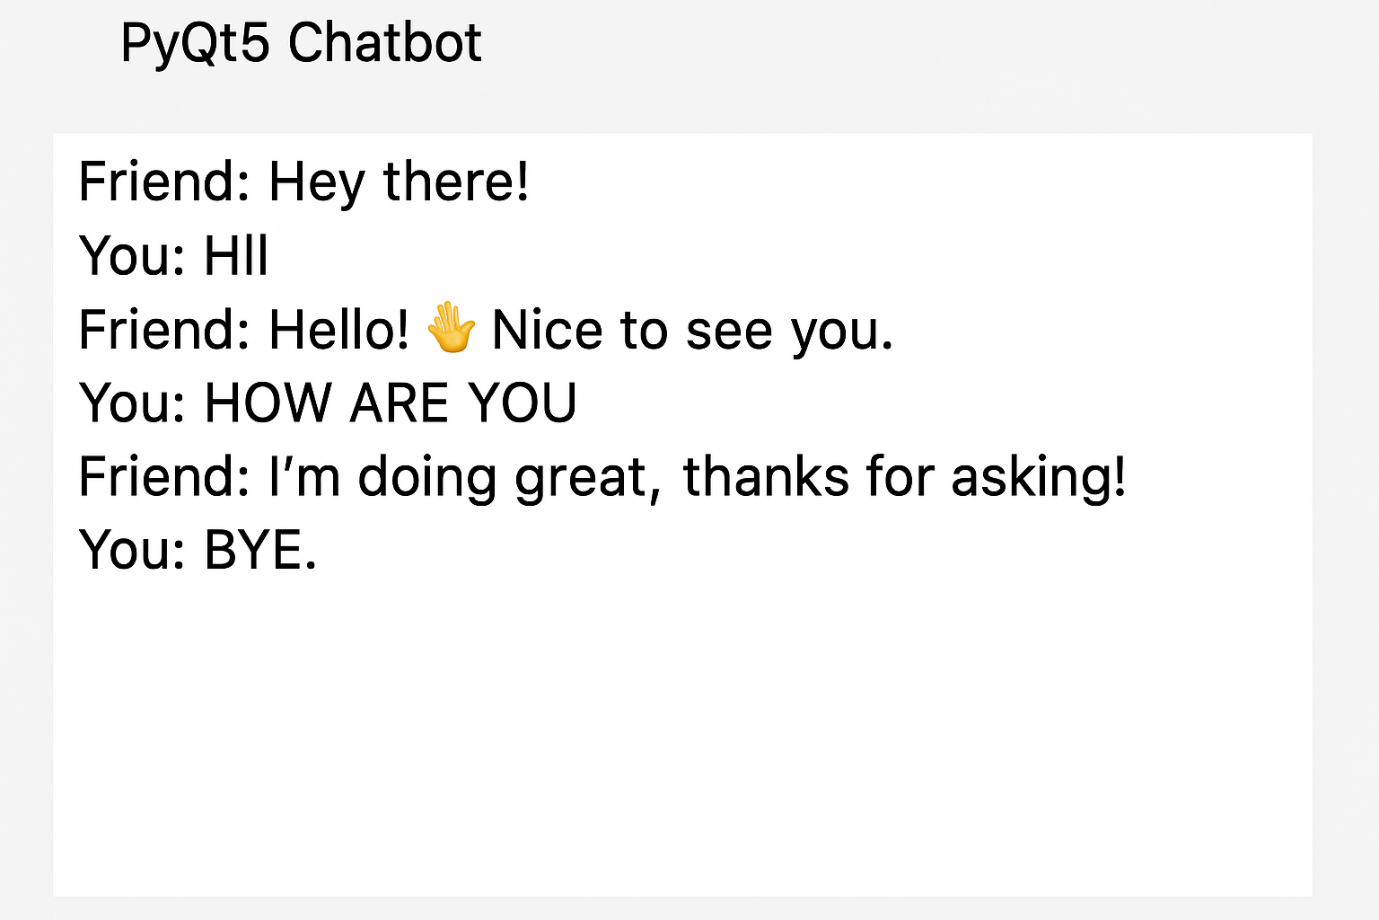 PyQt5 Chatbot
Friend: Hey there!
You: HII
Friend: Hello! 👋 Nice to see you.
You: HOW ARE YOU
Friend: I’m doing great, thanks for asking!
You: BYE.